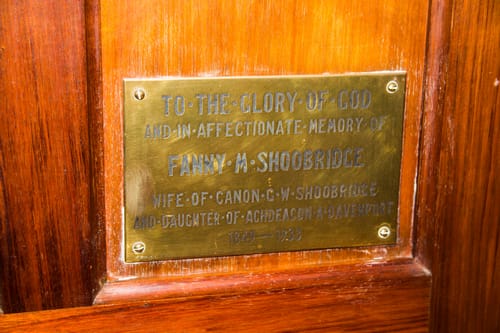 TO·THE·GLORY·OF·GOD
AND·IN·AFFECTIONATE·MEMORY·OF
FANNY·M·SHOOBRIDGE
WIFE·OF·CANON·G·W·SHOOBRIDGE
AND·DAUGHTER·OF·ACHDEACON·A·DAVENPORT